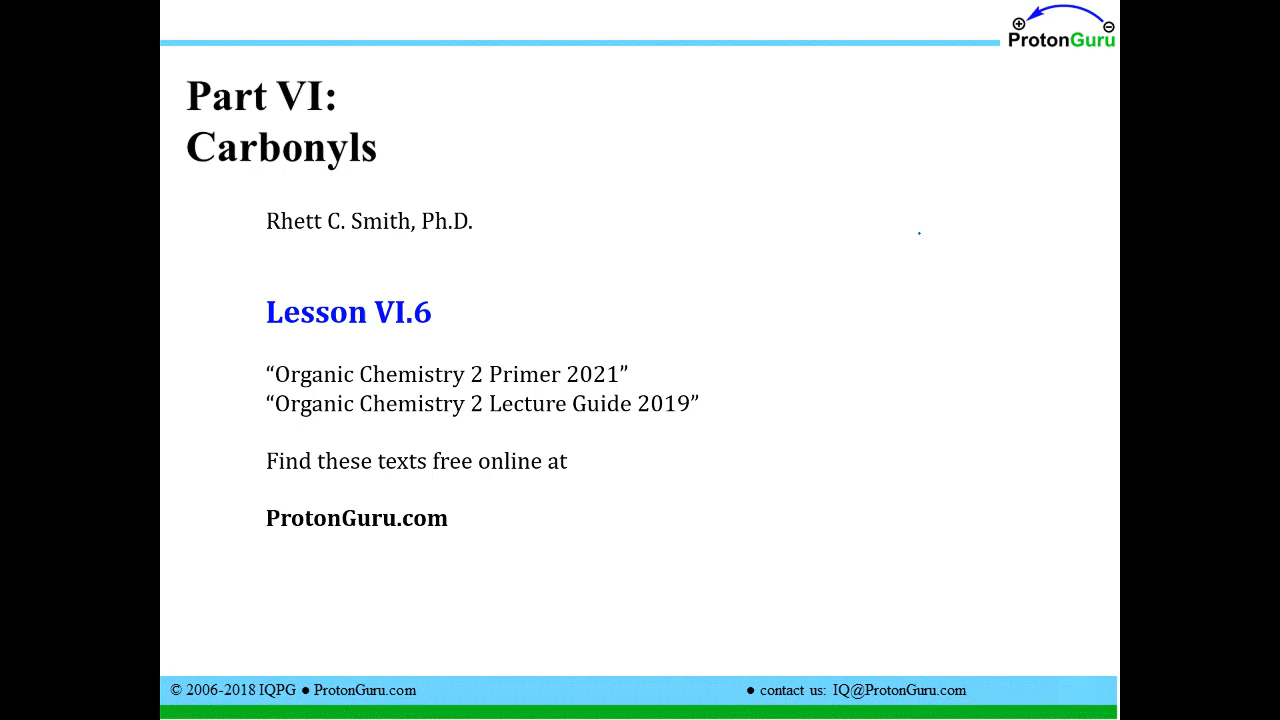 ⊕ ⊖
ProtonGuru
Part VI:
Carbonyls
Rhett C. Smith, Ph.D.
Lesson VI.6
“Organic Chemistry 2 Primer 2021”
“Organic Chemistry 2 Lecture Guide 2019”
Find these texts free online at
ProtonGuru.com
© 2006-2018 IQPG ● ProtonGuru.com
● contact us: IQ@ProtonGuru.com